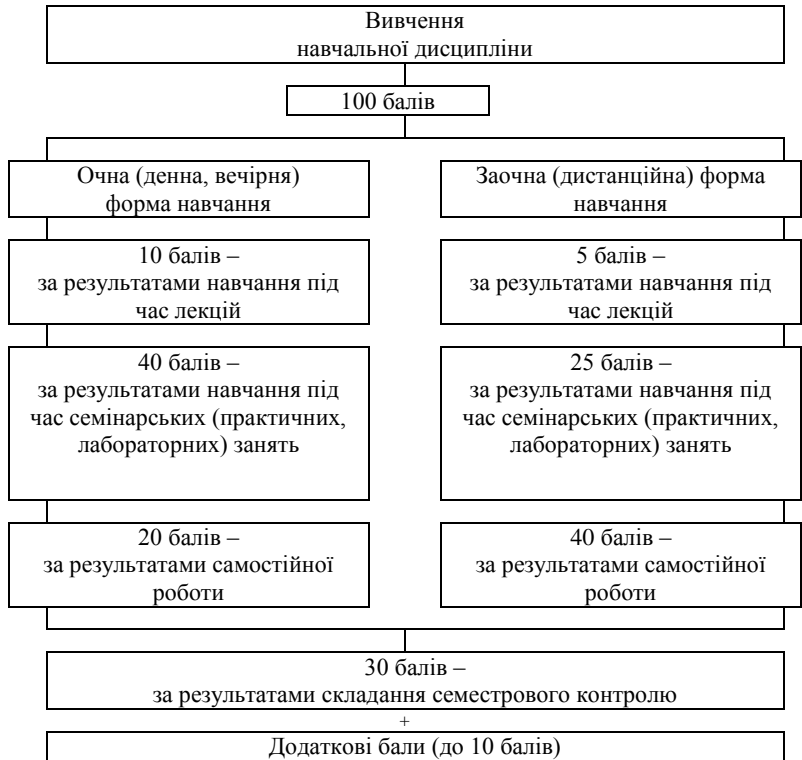 Вивчення
навчальної дисципліни
100 балів
Очна (денна, вечірня)
форма навчання
Заочна (дистанційна) форма
навчання
10 балів –
за результатами навчання під
час лекцій
5 балів –
за результатами навчання під
час лекцій
40 балів –
за результатами навчання під
час семінарських (практичних,
лабораторних) занять
25 балів –
за результатами навчання під
час семінарських (практичних,
лабораторних) занять
20 балів –
за результатами самостійної
роботи
40 балів –
за результатами самостійної
роботи
30 балів –
за результатами складання семестрового контролю
+
Додаткові бали (до 10 балів)